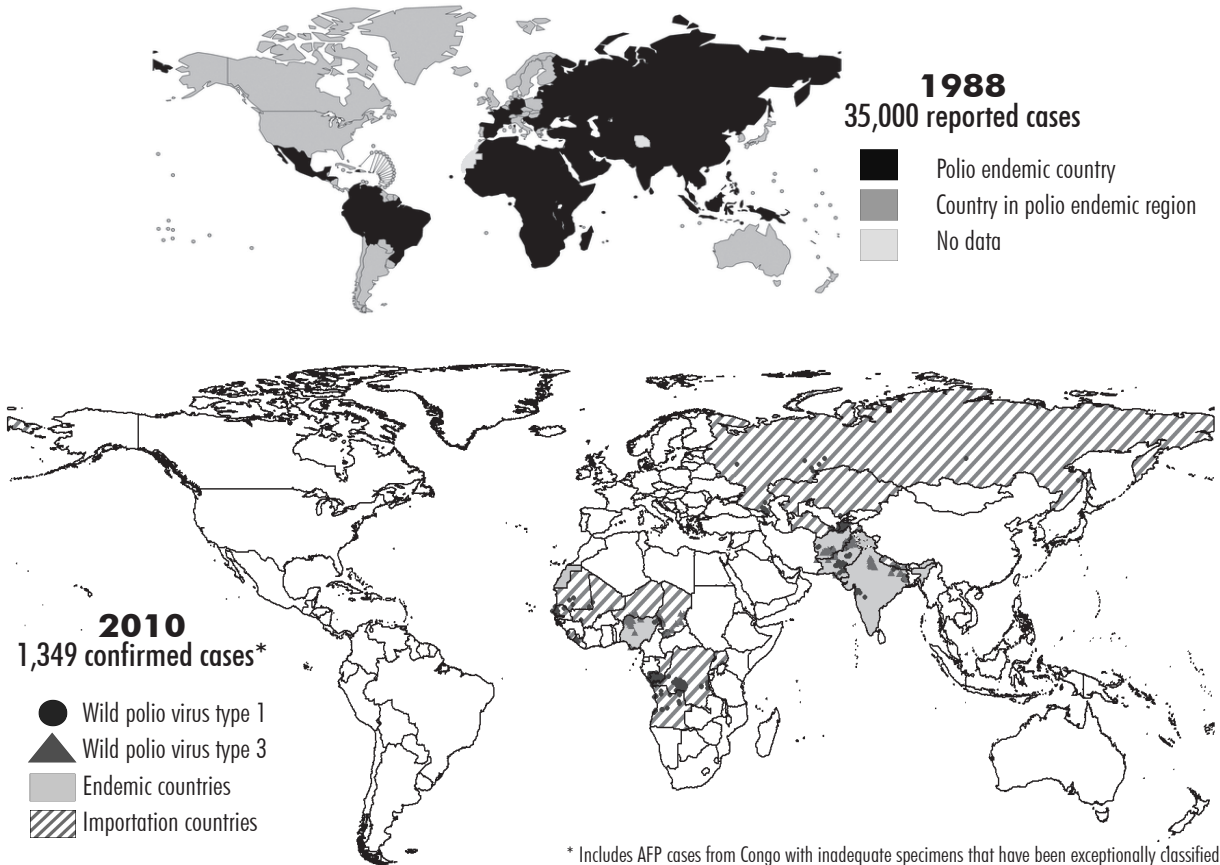 1988
35,000 reported cases
Polio endemic country
Country in polio endemic region
No data
2010
1,349 confirmed cases*
Wild polio virus type 1
Wild polio virus type 3
Endemic countries
Importation countries
* Includes AFP cases from Congo with inadequate specimens that have been exceptionally classified